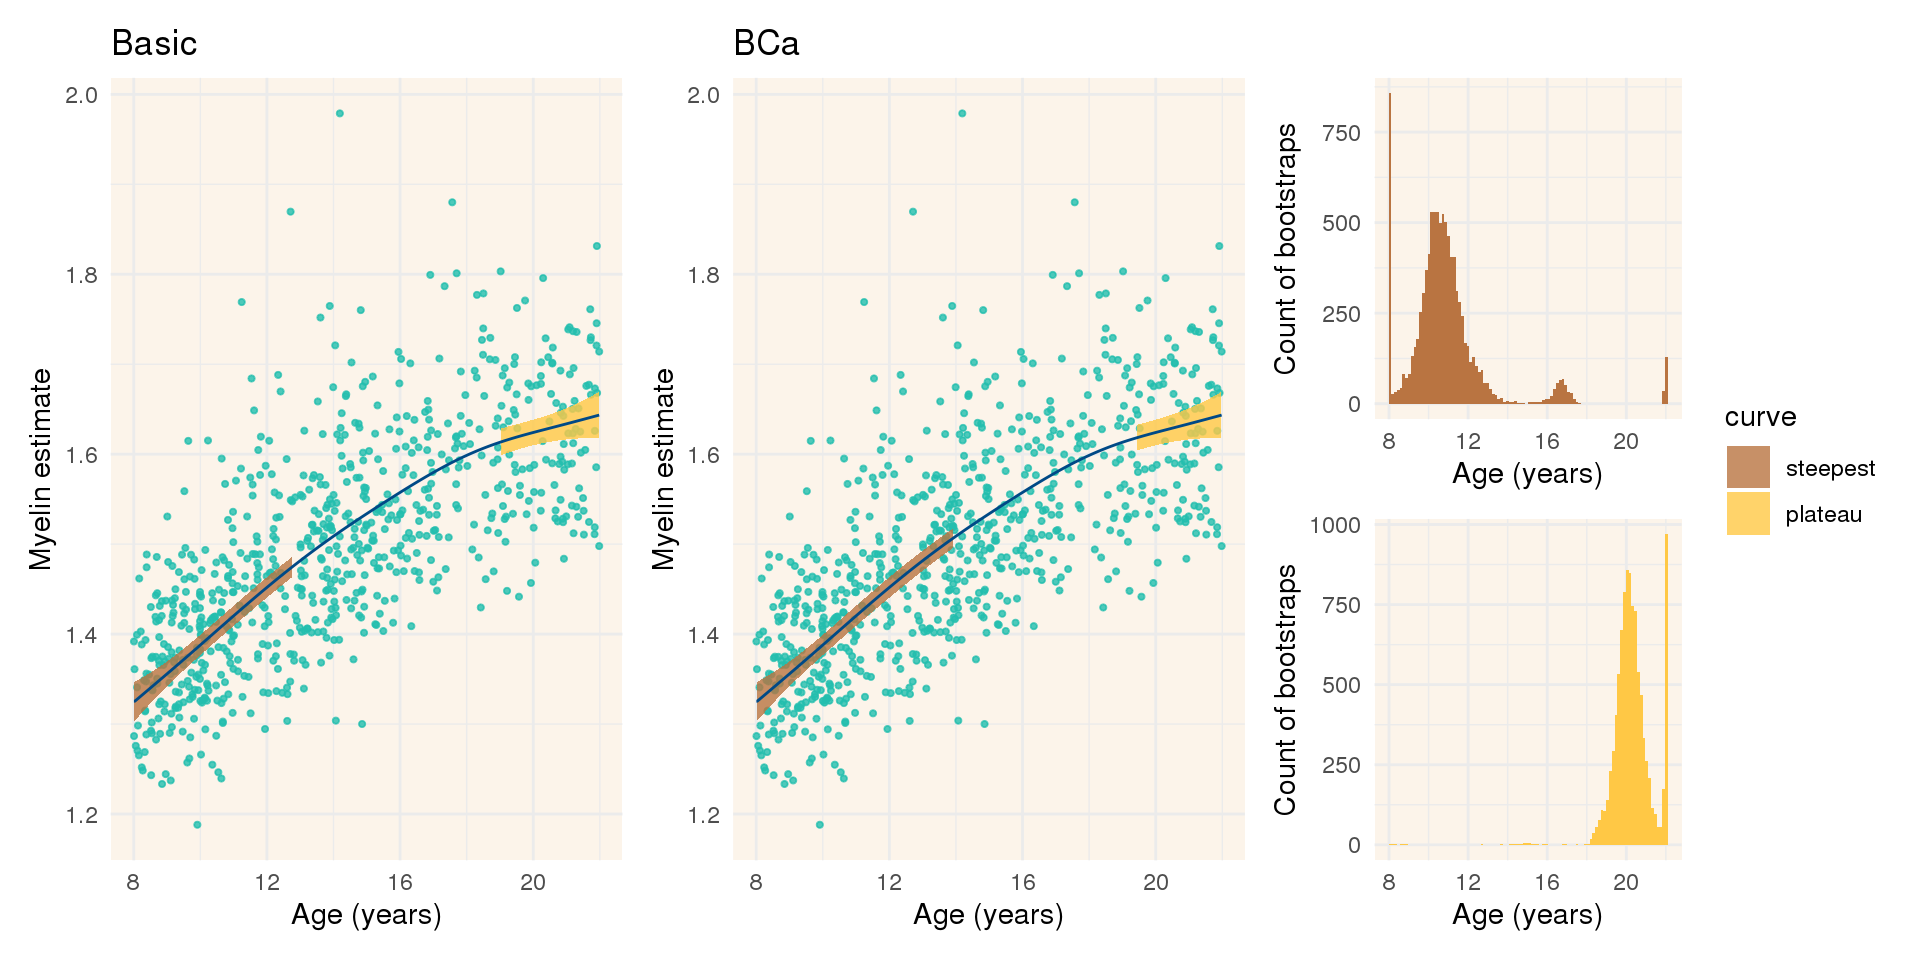 Basic
2.0
1.8
1.6
1.4
1.2
Myelin estimate
8 12 16 20
Age (years)
BCa
2.0
1.8
1.6
1.4
1.2
Myelin estimate
8 12 16 20
Age (years)
750
500
250
0
Count of bootstraps
8 12 16 20
Age (years)
1000
750
500
250
0
Count of bootstraps
8 12 16 20
Age (years)
curve
steepest
plateau